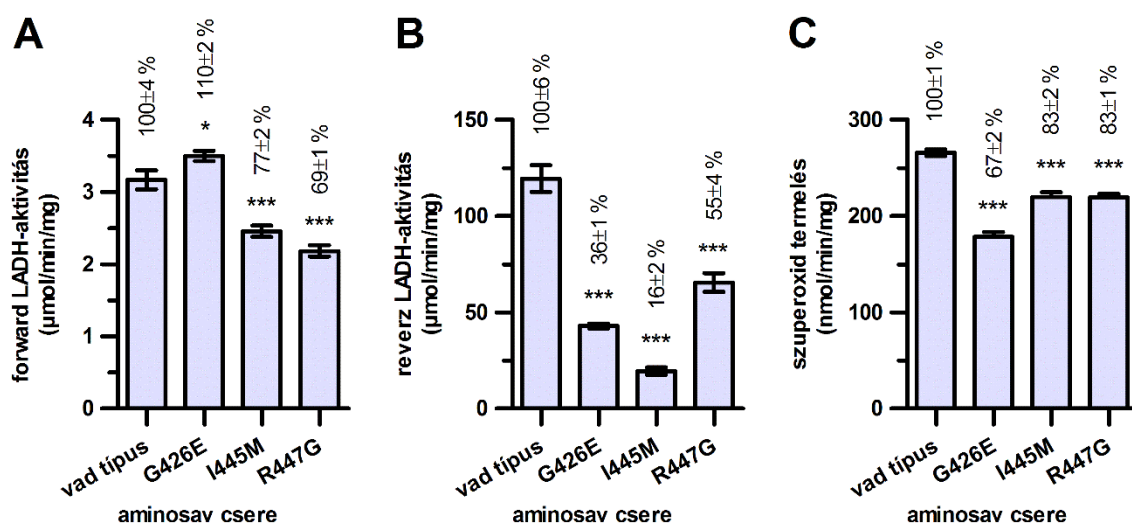 A
forward LADH-aktivitás
(µmol/min/mg)
4
3
2
1
0
100±4 %
110±2 %
77±2 %
69±1 %
*
***
***
vad típus
G426E
I445M
R447G
aminosav csere
B
reverz LADH-aktivitás
(µmol/min/mg)
150
100
50
0
100±6 %
36±1 %
16±2 %
55±4 %
***
***
***
vad típus
G426E
I445M
R447G
aminosav csere
C
szuperoxid termelés
(nmol/min/mg)
300
200
100
0
100±1 %
67±2 %
83±2 %
83±1 %
***
***
***
vad típus
G426E
I445M
R447G
aminosav csere